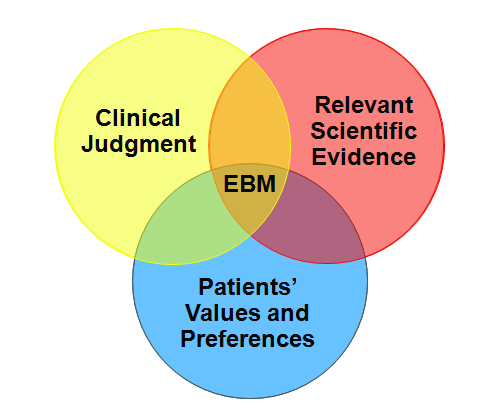 Clinical
Judgment
Relevant
Scientific
Evidence
EBM
Patients’
Values and
Preferences